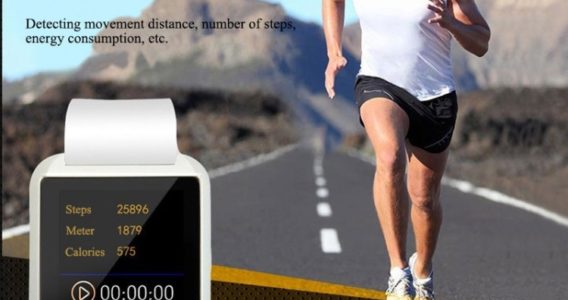 Detecting movement distance, number of steps,
energy consumption, etc.
Steps 25896
Meter 1879
Calories 575
00:00:00